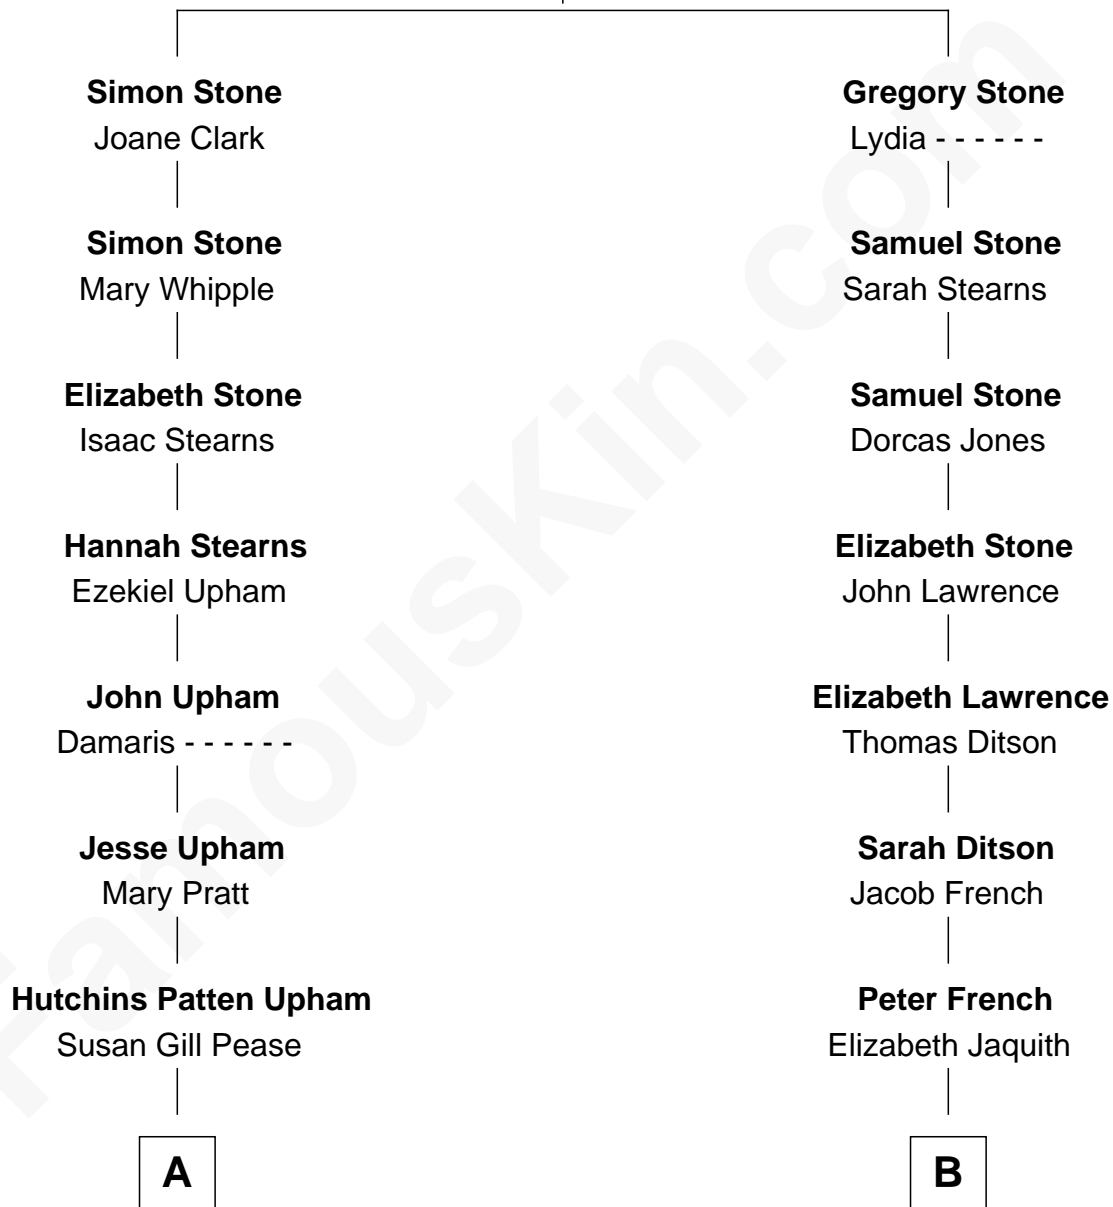 Simon Stone
Joane Clark
Simon Stone
Mary Whipple
Elizabeth Stone
Isaac Stearns
Hannah Stearns
Ezekiel Upham
John Upham
Damaris - - - - - -
Jesse Upham
Mary Pratt
Hutchins Patten Upham
Susan Gill Pease
A
Gregory Stone
Lydia - - - - - -
Samuel Stone
Sarah Stearns
Samuel Stone
Dorcas Jones
Elizabeth Stone
John Lawrence
Elizabeth Lawrence
Thomas Ditson
Sarah Ditson
Jacob French
Peter French
Elizabeth Jaquith
B
FamousKin.com